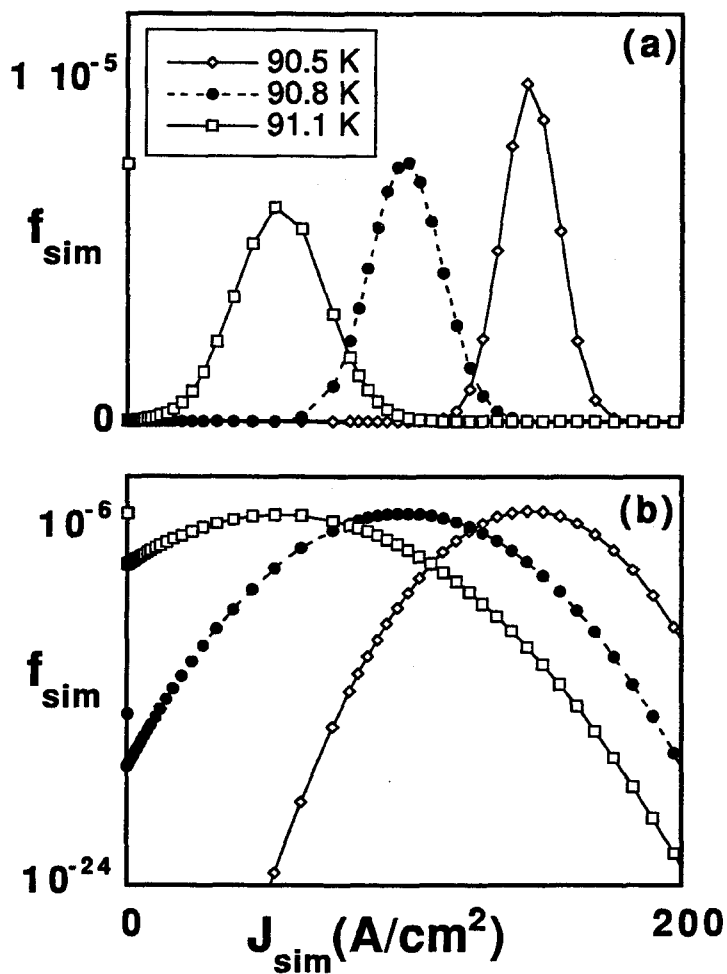 (a)
1 10-5
90.5 K
90.8 K
91.1 K
fsim
0
(b)
10-6
fsim
10-24
0
Jsim(A/cm2)
200